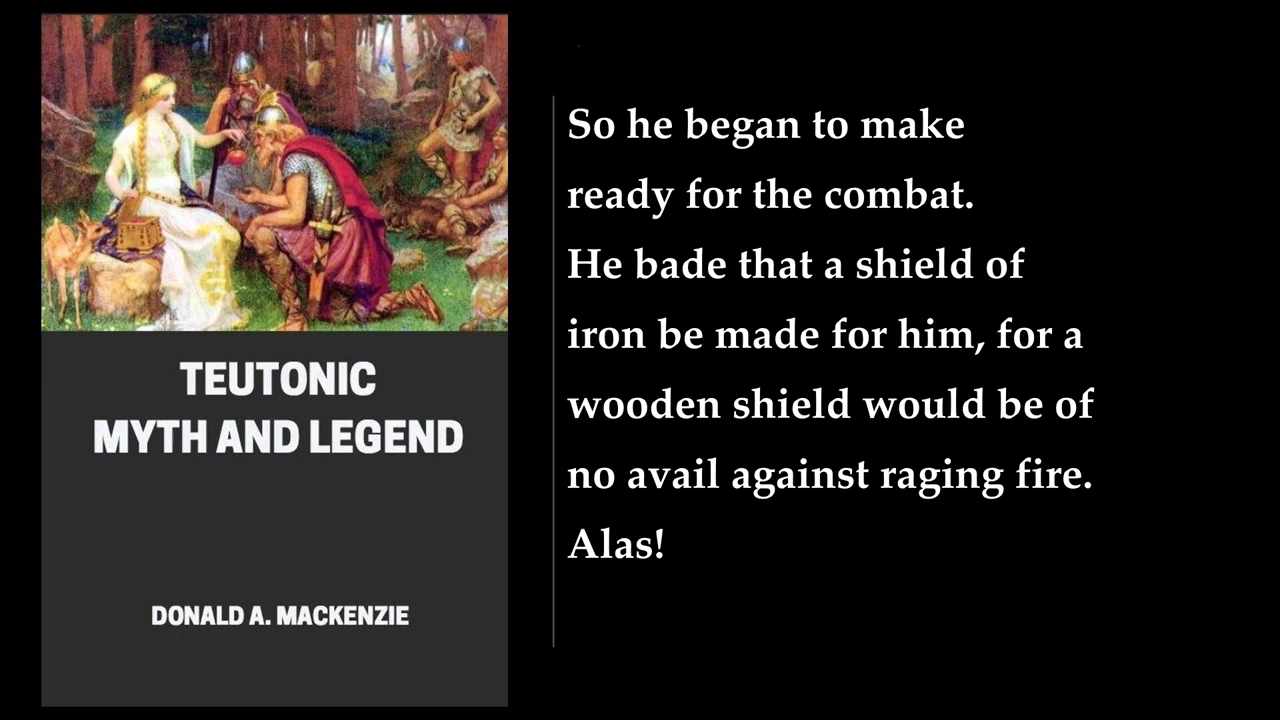 TEUTONIC
MYTH AND LEGEND
DONALD A. MACKENZIE
So he began to make
ready for the combat.
He bade that a shield of
iron be made for him, for a
wooden shield would be of
no avail against raging fire.
Alas!